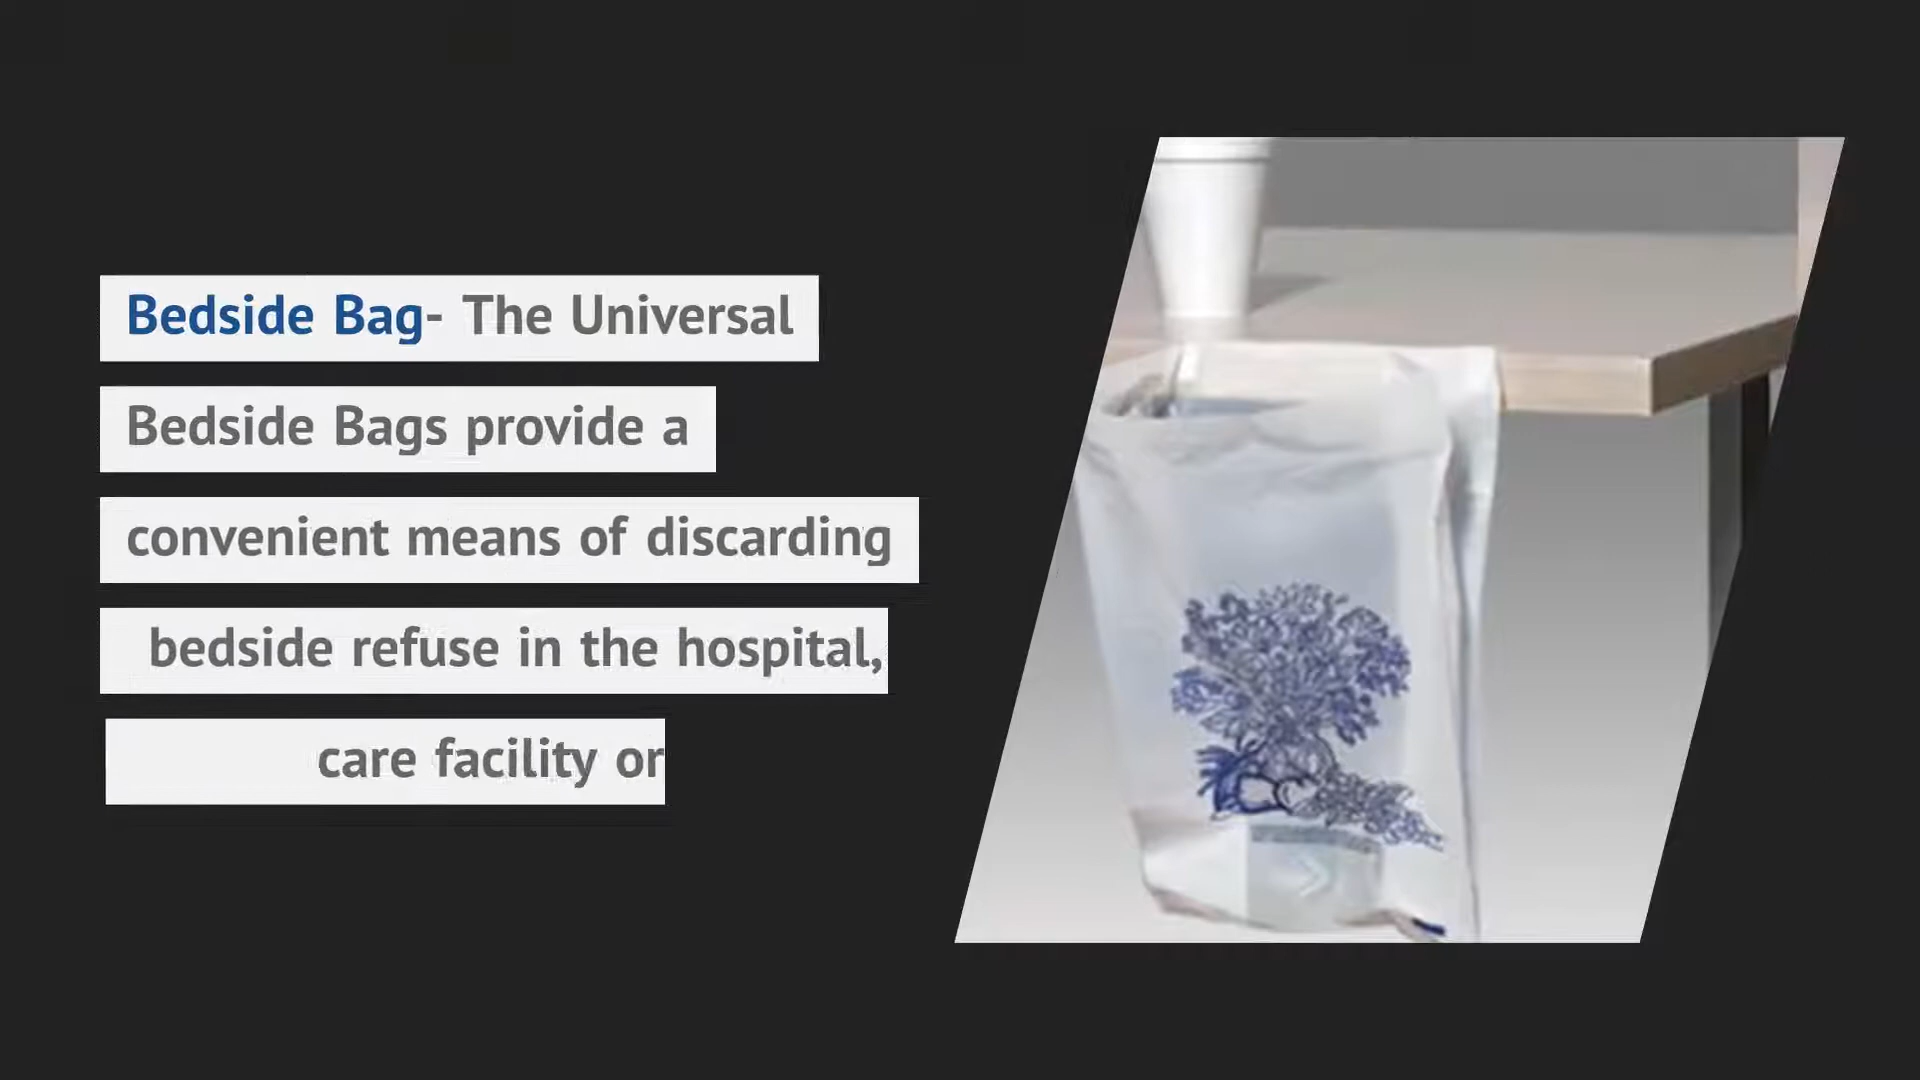 Bedside Bag- The Universal
Bedside Bags provide a
convenient means of discarding
bedside refuse in the hospital,
care facility or